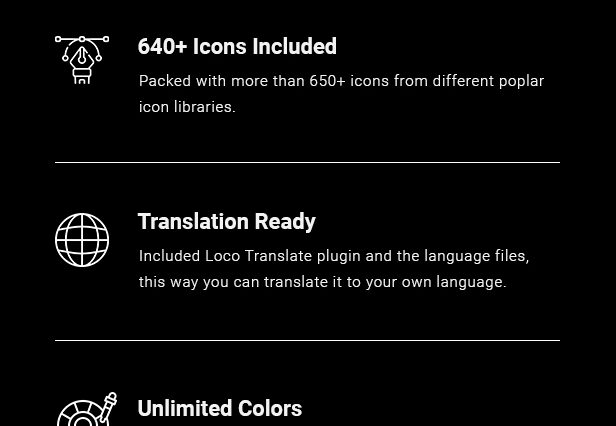 640+ Icons Included
Packed with more than 650+ icons from different poplar
icon libraries.
Translation Ready
Included Loco Translate plugin and the language files,
this way you can translate it to your own language.
Unlimited Colors